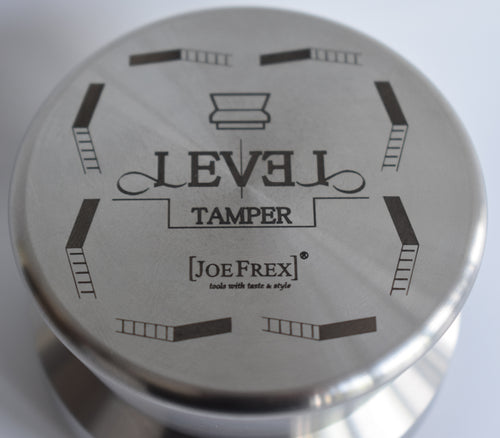 LEVEL
TAMPER
[JOEFREX]®
tools with taste & style